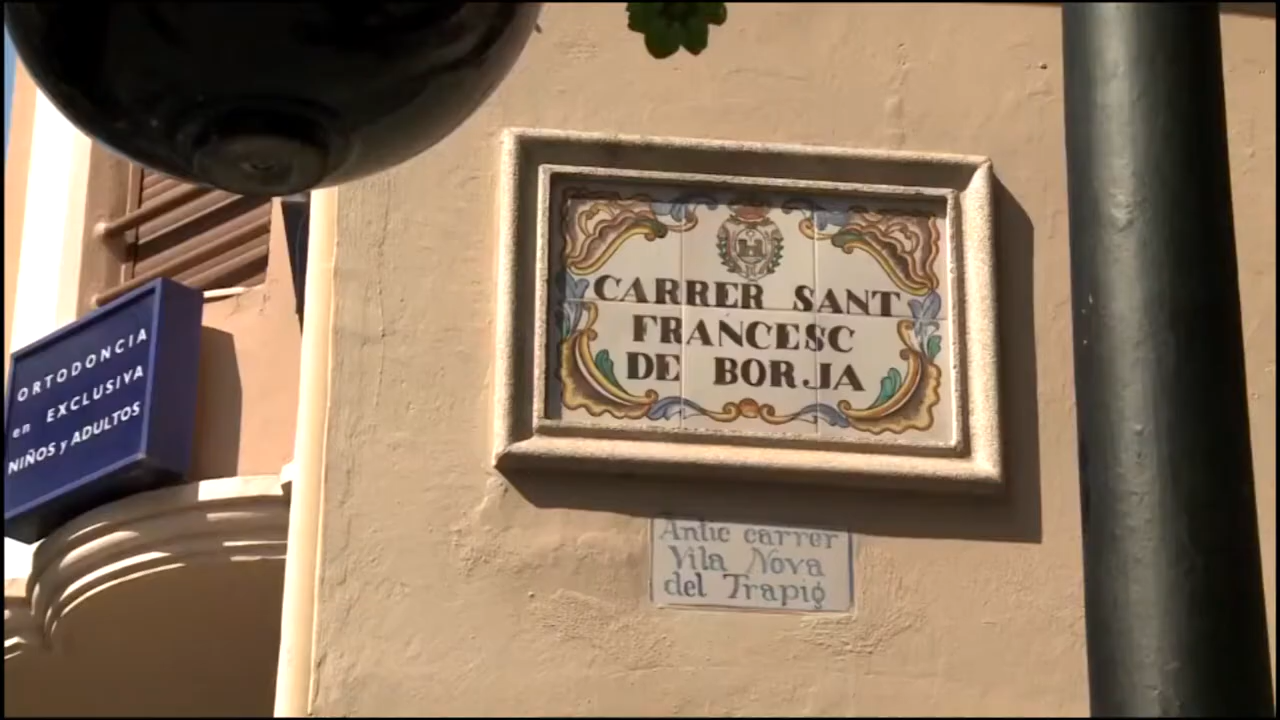 ORTODONCIA
en EXCLUSIVA
NIÑOS y ADULTOS
CARRER SANT
FRANCESC
DE BORJA
Antic carrer
Vila Nova
del Trapig